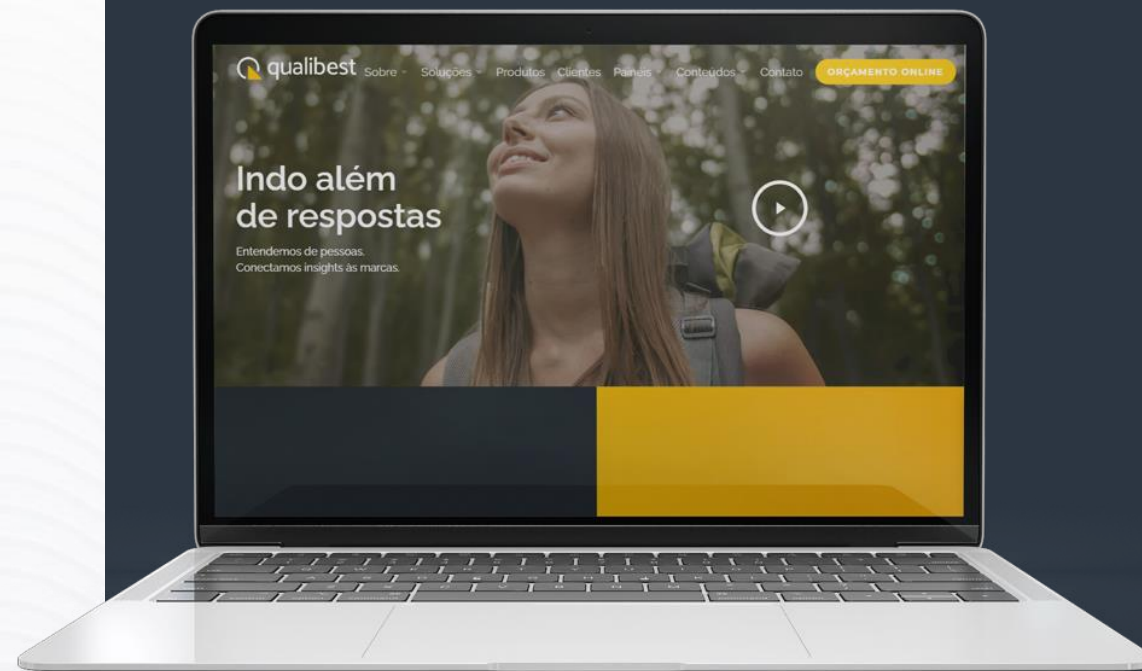 qualibest Sobre Soluções Produtos Clientes Painéis Conteúdos Contato ORÇAMENTO ONLINE
Indo além
de respostas
Entendemos de pessoas.
Conectamos insights às marcas.